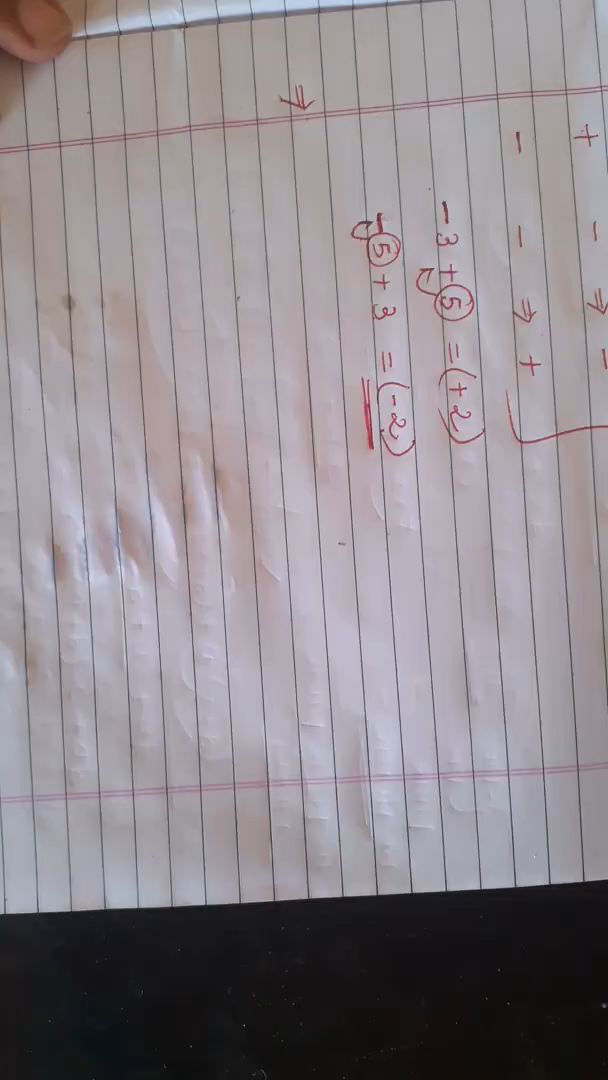 + - ⇒ -
- - ⇒ +
- 3 + 5 = (+2)
- 5 + 3 = (-2)
⇒